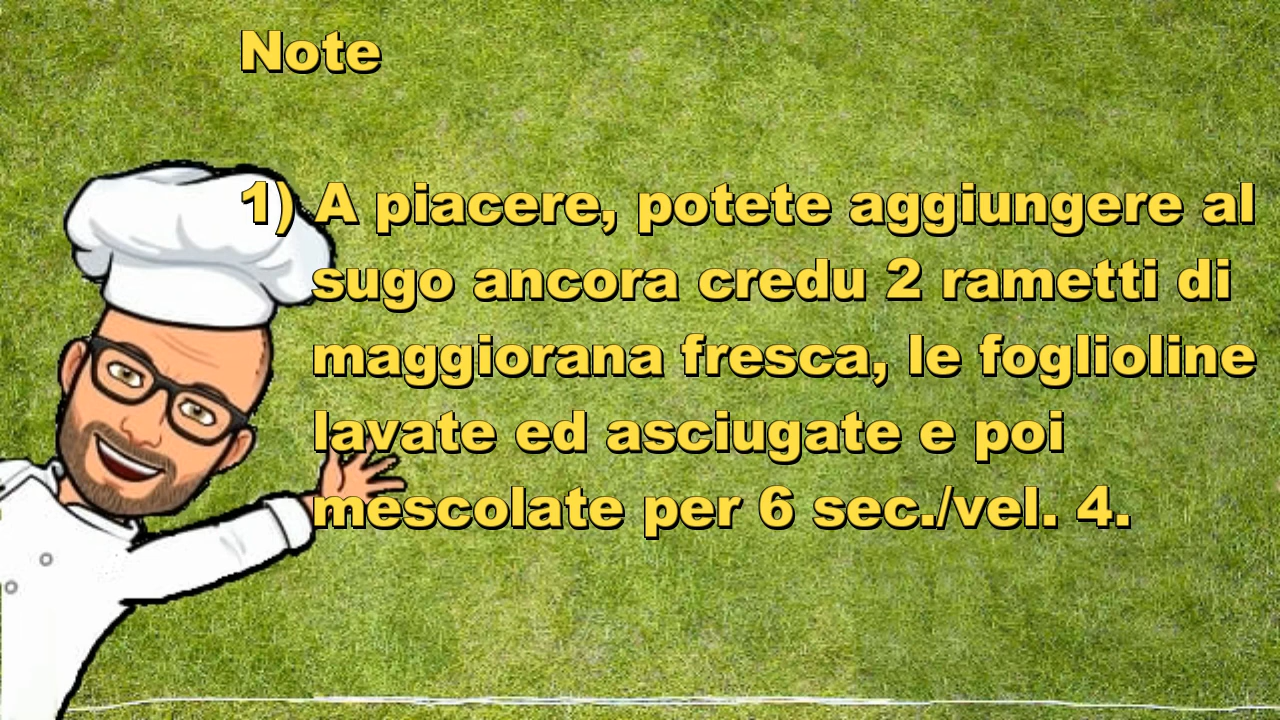 Note
1) A piacere, potete aggiungere al
sugo ancora credu 2 rametti di
maggiorana fresca, le foglioline
lavate ed asciugate e poi
mescolate per 6 sec./vel. 4.